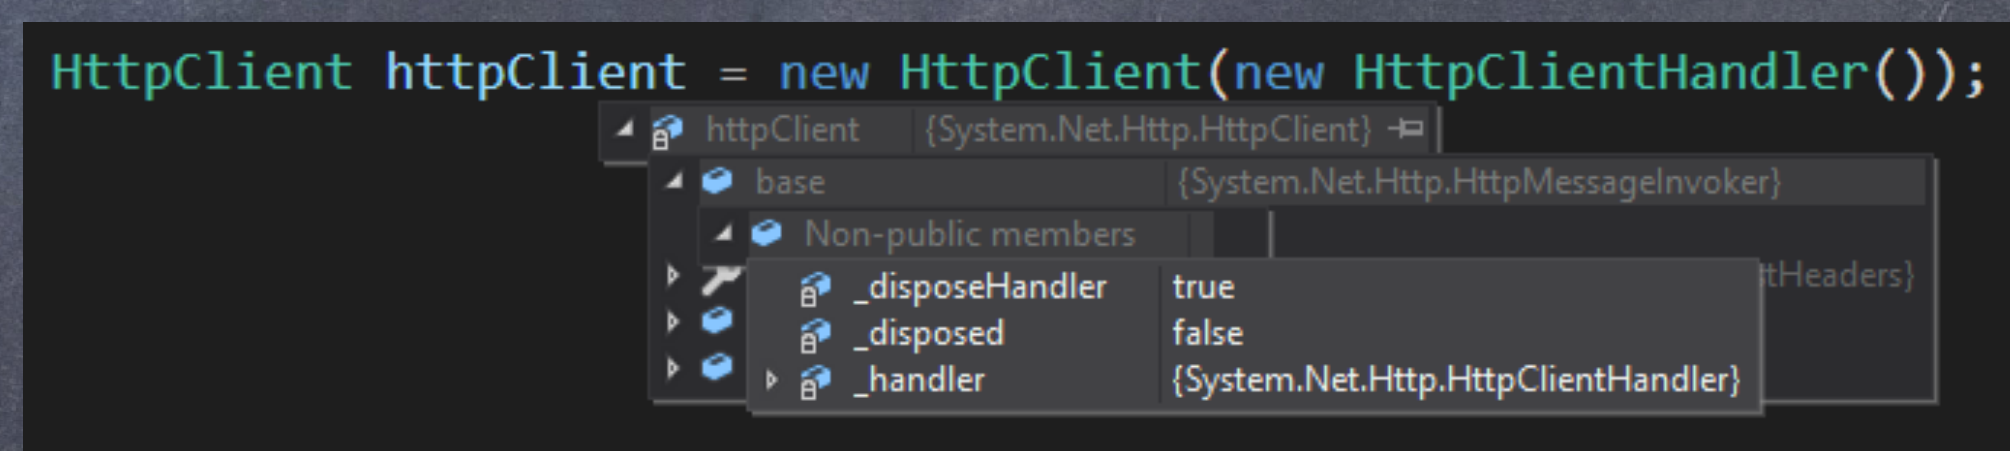 HttpClient httpClient = new HttpClient(new HttpClientHandler());
httpClient {System.Net.Http.HttpClient}
base {System.Net.Http.HttpMessageInvoker}
Non-public members
_disposeHandler true
tHeaders}
_disposed false
_handler {System.Net.Http.HttpClientHandler}